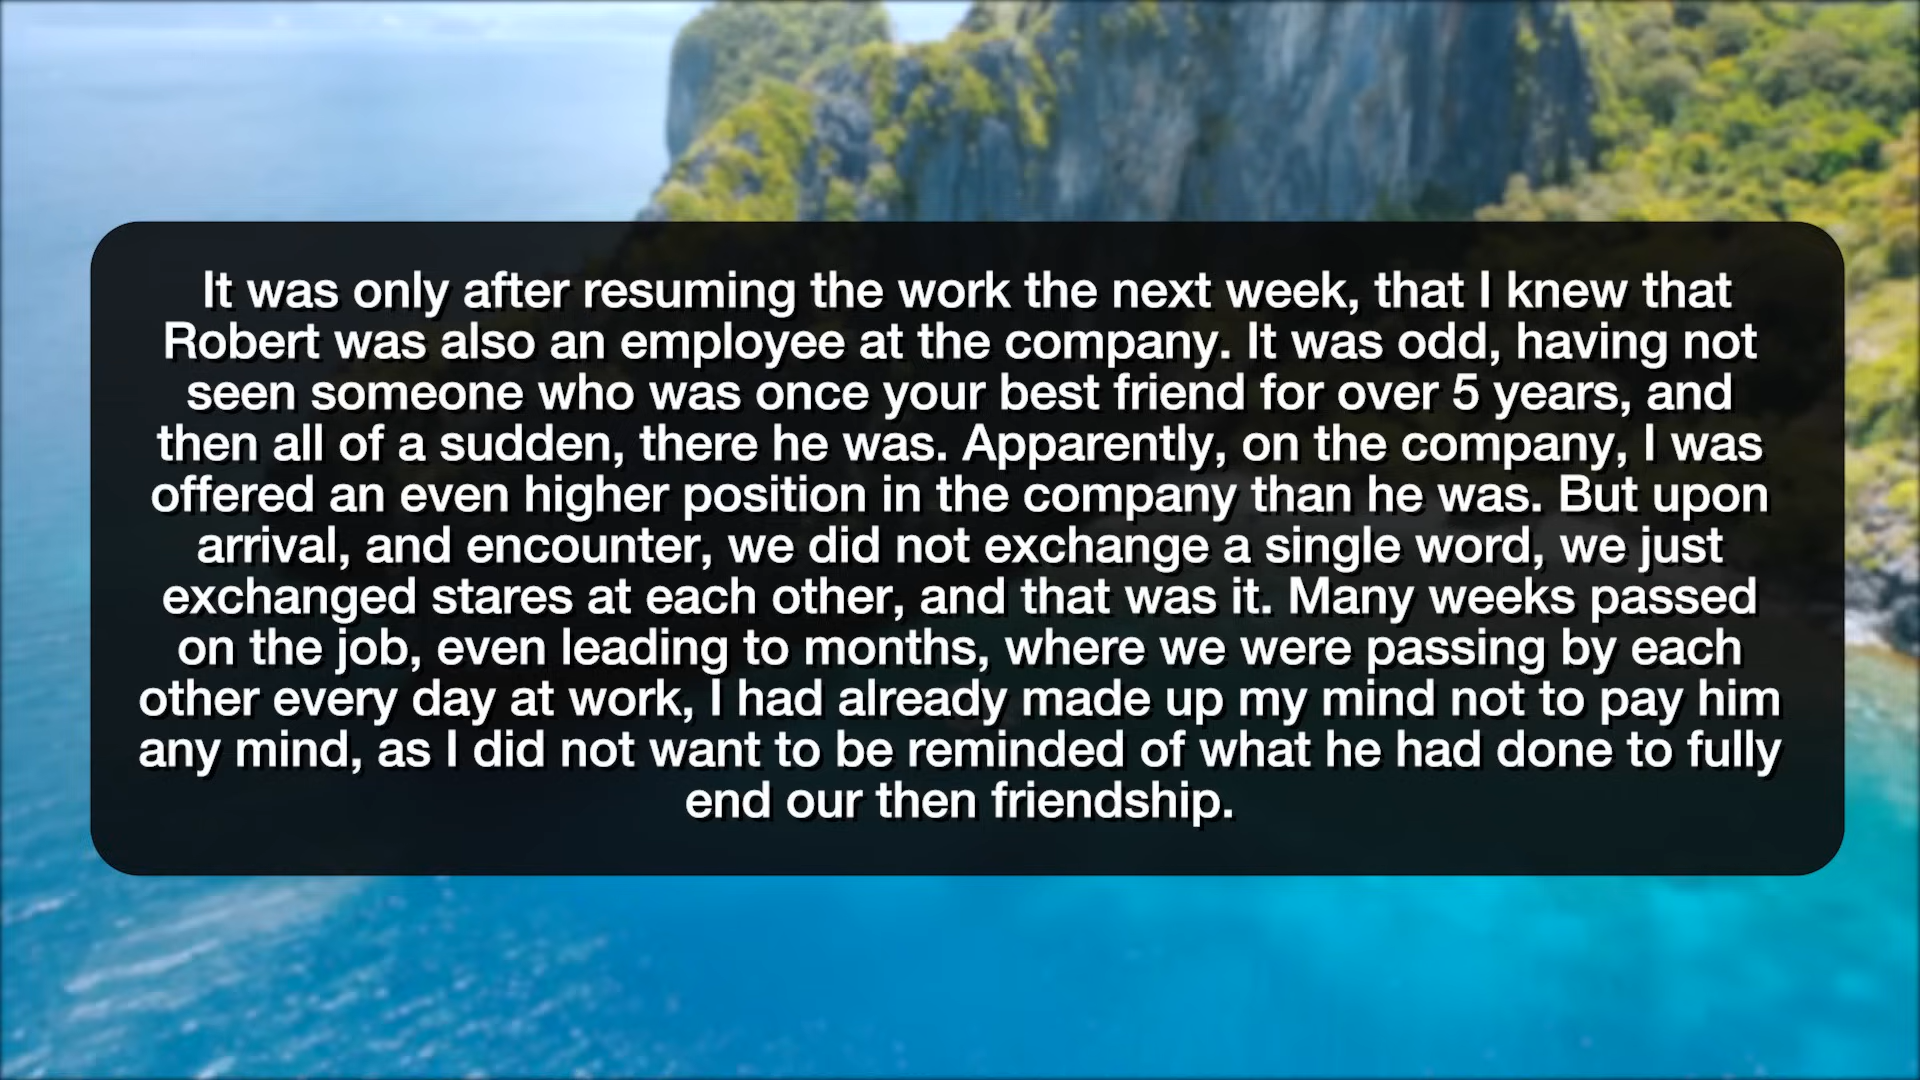 It was only after resuming the work the next week, that I knew that
Robert was also an employee at the company. It was odd, having not
seen someone who was once your best friend for over 5 years, and
then all of a sudden, there he was. Apparently, on the company, I was
offered an even higher position in the company than he was. But upon
arrival, and encounter, we did not exchange a single word, we just
exchanged stares at each other, and that was it. Many weeks passed
on the job, even leading to months, where we were passing by each
other every day at work, I had already made up my mind not to pay him
any mind, as I did not want to be reminded of what he had done to fully
end our then friendship.